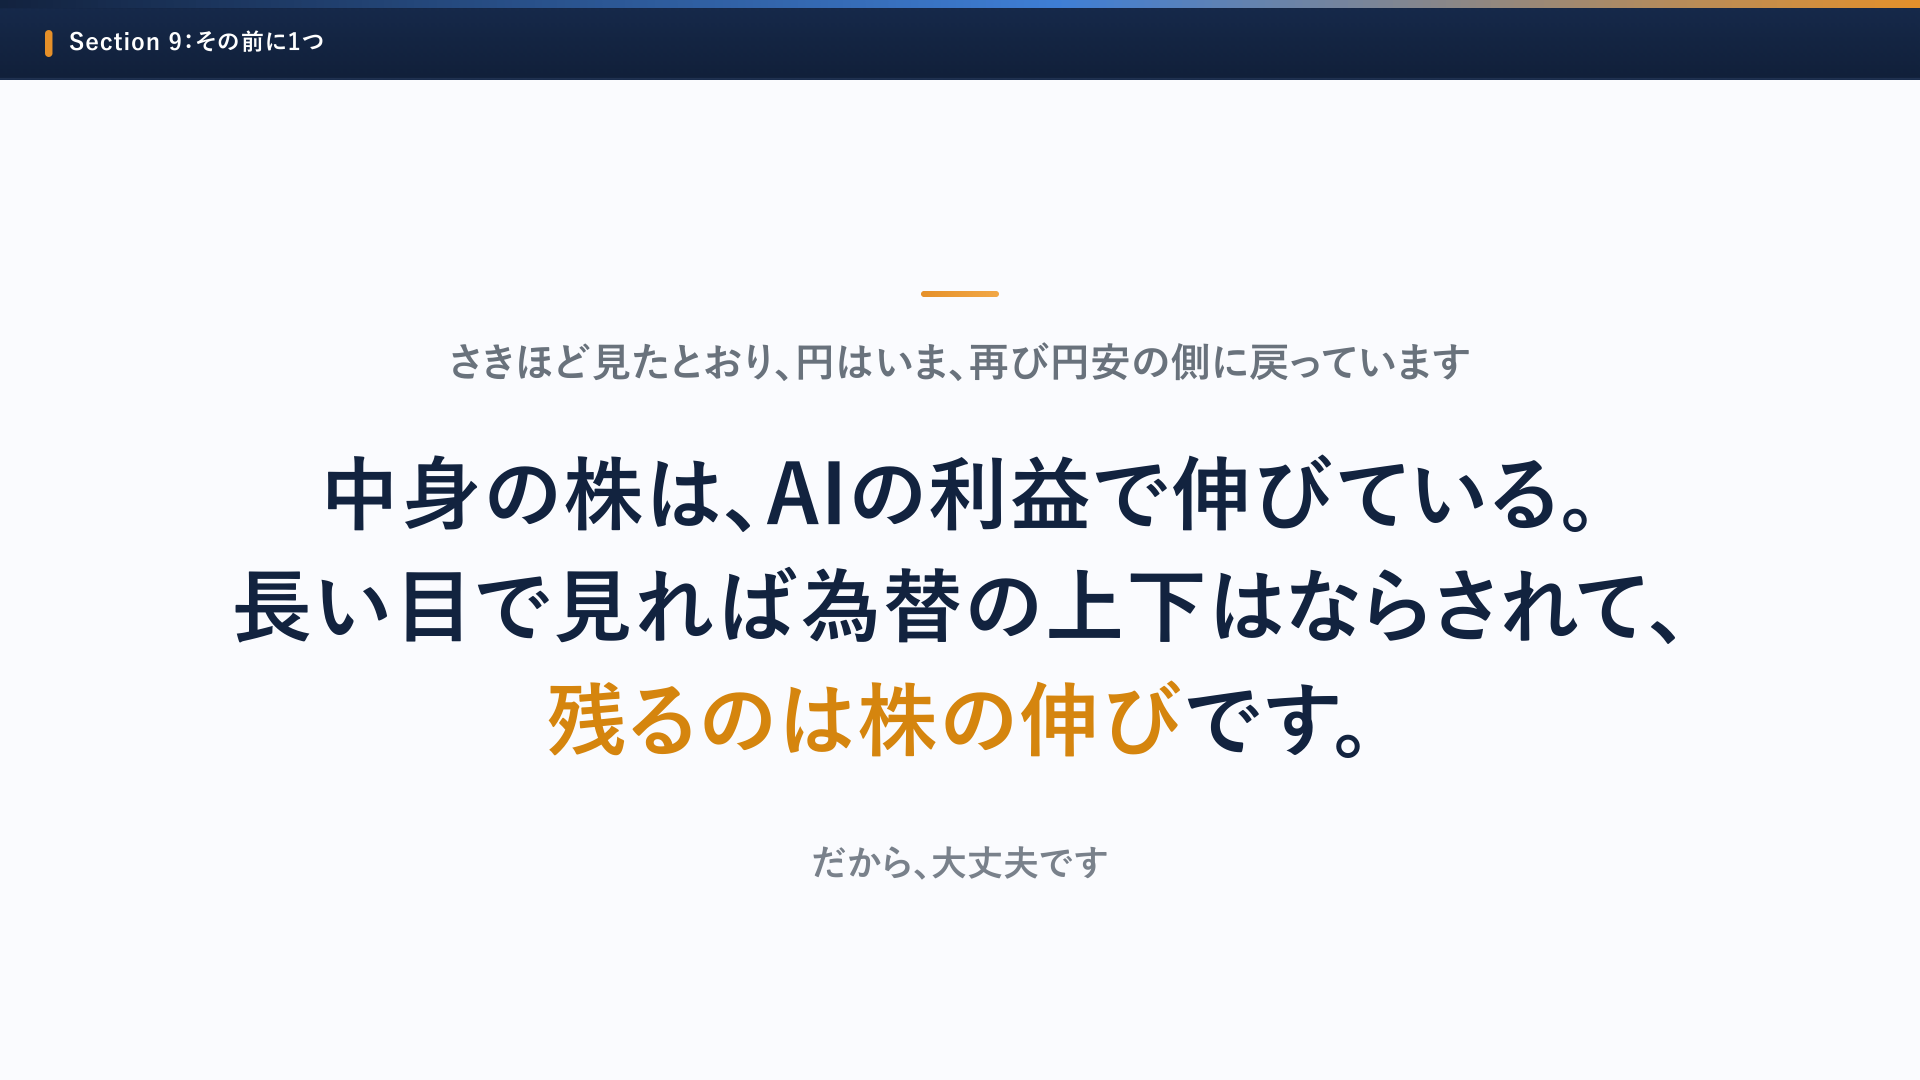 Section 9:その前に1つ
さきほど見たとおり、円はいま、再び円安の側に戻っています
中身の株は、AIの利益で伸びている。
長い目で見れば為替の上下はならされて、
残るのは株の伸びです。
だから、大丈夫です